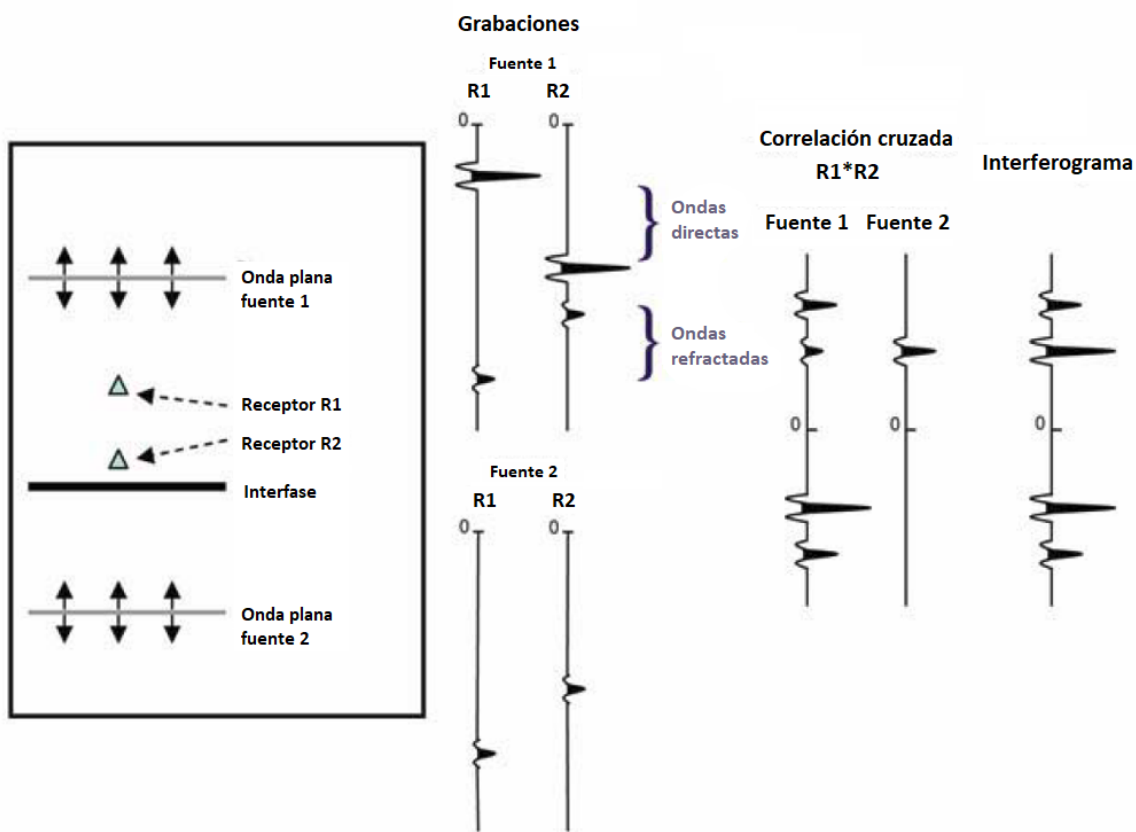 Grabaciones
Fuente 1
R1
R2
0
0
Ondas
directas
Ondas
refractadas
Onda plana
fuente 1
Receptor R1
Receptor R2
Interfase
Onda plana
fuente 2
Fuente 2
R1
R2
0
0
Correlación cruzada
R1*R2
Fuente 1
Fuente 2
0
0
Interferograma
0